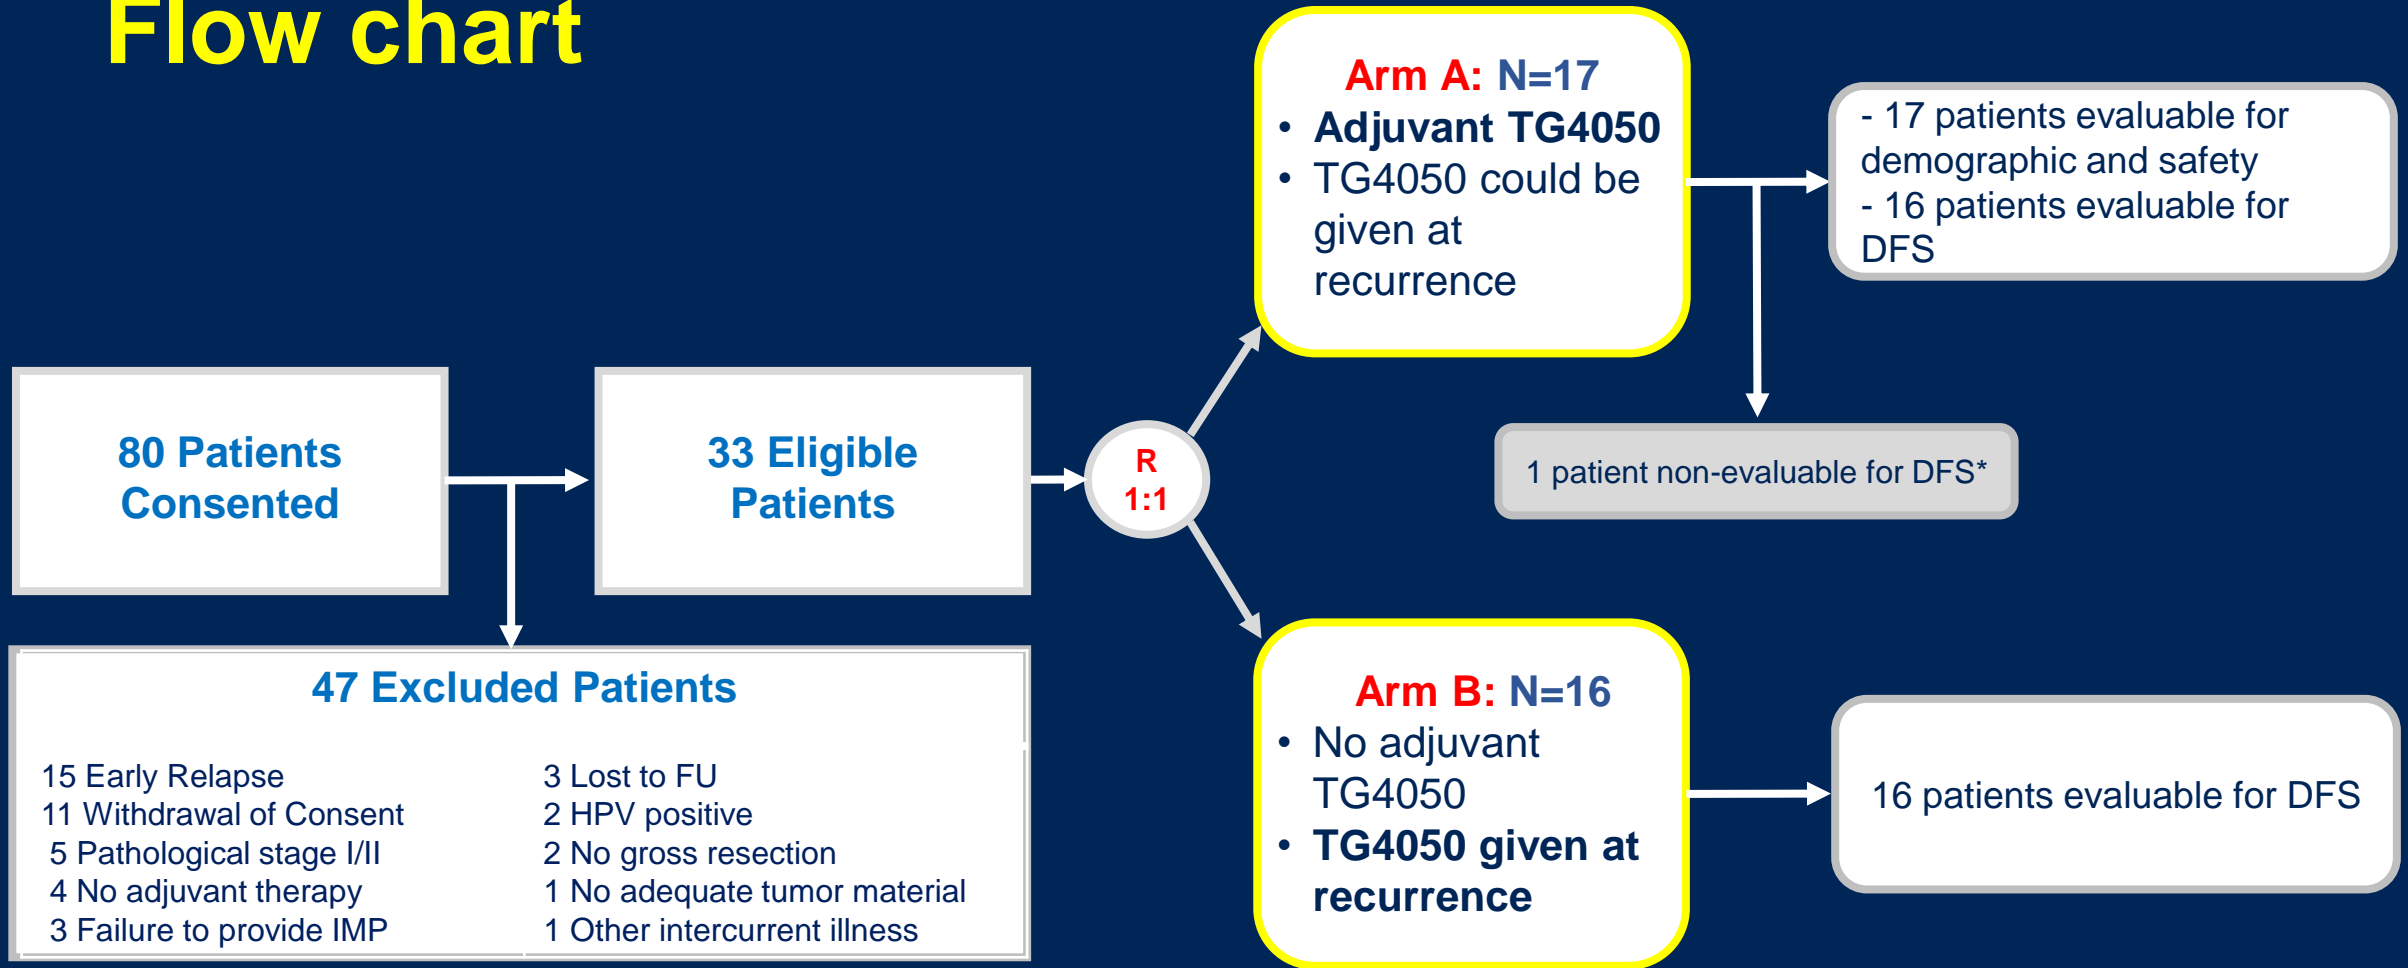 Flow chart
80 Patients
Consented
33 Eligible
Patients
47 Excluded Patients
15 Early Relapse
11 Withdrawal of Consent
5 Pathological stage I/II
4 No adjuvant therapy
3 Failure to provide IMP
3 Lost to FU
2 HPV positive
2 No gross resection
1 No adequate tumor material
1 Other intercurrent illness
R
1:1
Arm A: N=17
• Adjuvant TG4050
• TG4050 could be
given at
recurrence
- 17 patients evaluable for
demographic and safety
- 16 patients evaluable for
DFS
1 patient non-evaluable for DFS*
Arm B: N=16
• No adjuvant
TG4050
• TG4050 given at
recurrence
16 patients evaluable for DFS